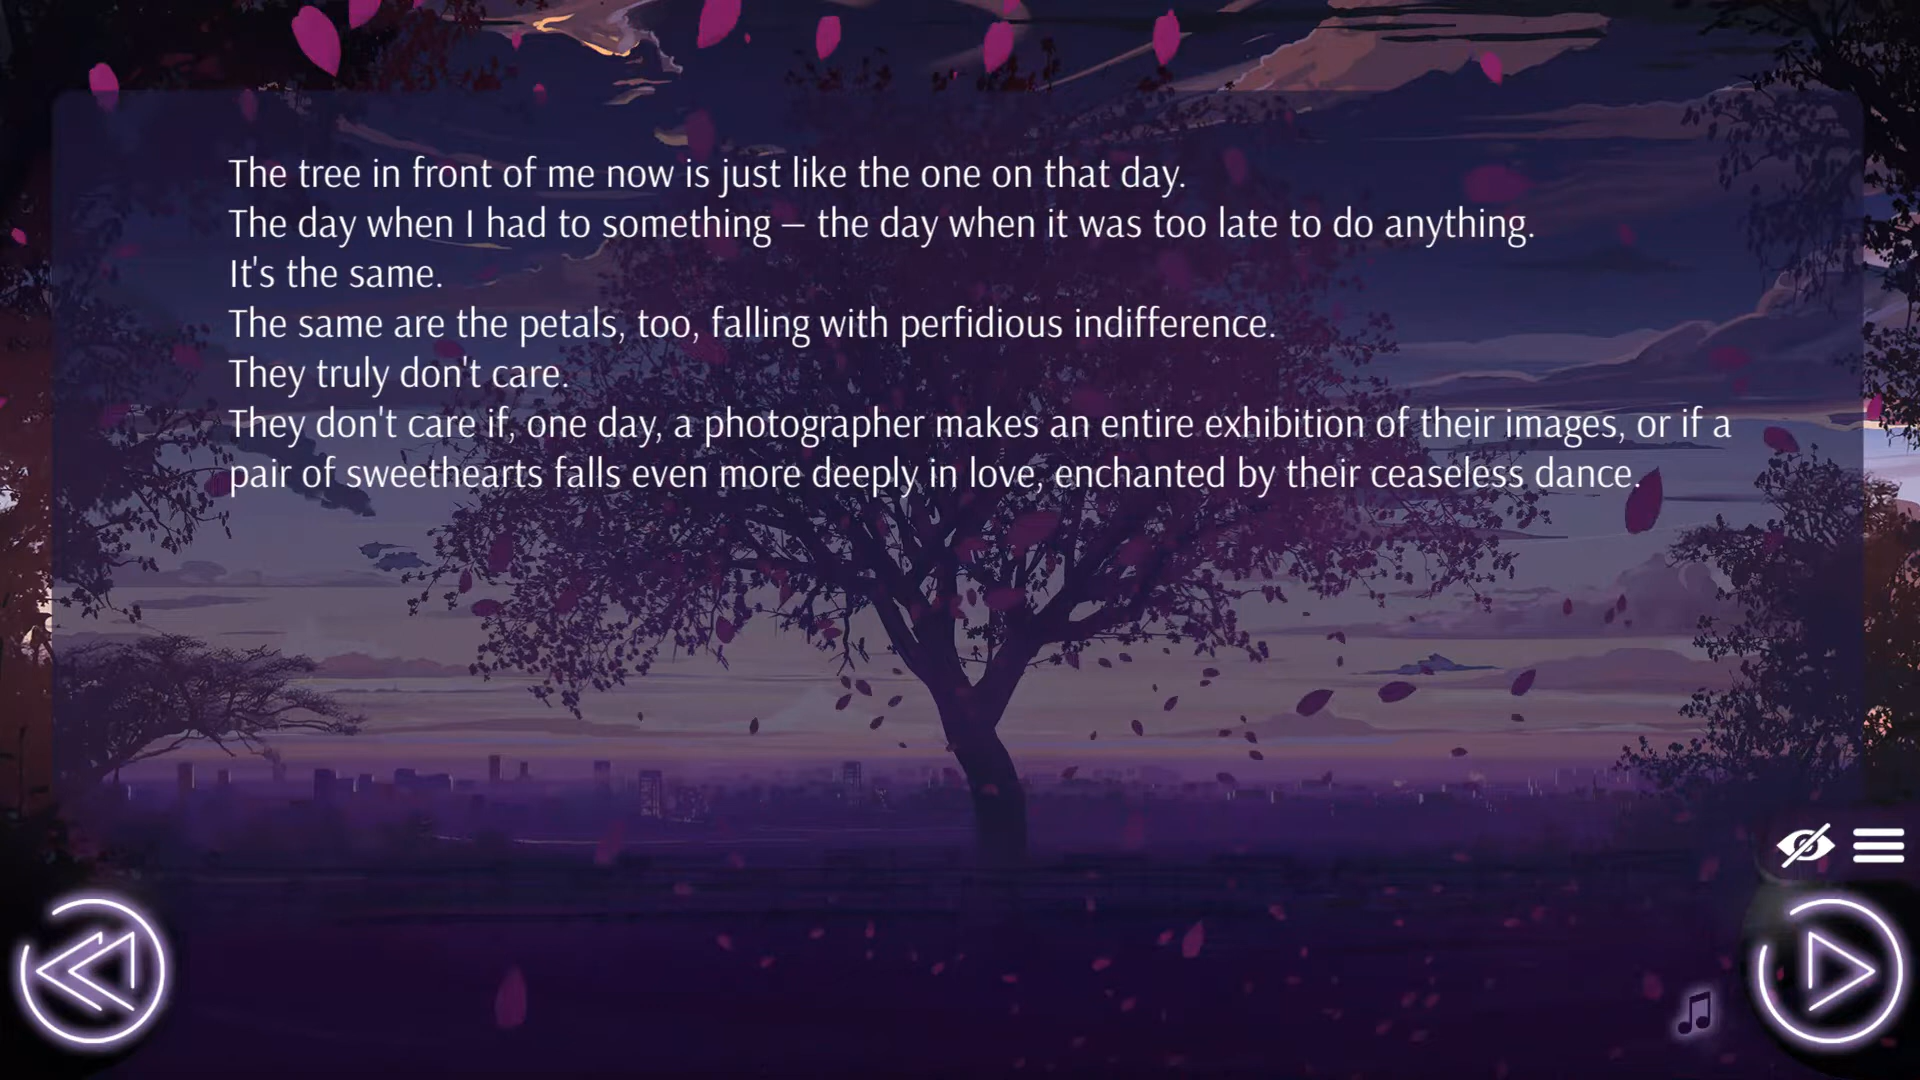 The tree in front of me now is just like the one on that day.
The day when I had to something – the day when it was too late to do anything.
It's the same.
The same are the petals, too, falling with perfidious indifference.
They truly don't care.
They don't care if, one day, a photographer makes an entire exhibition of their images, or if a
pair of sweethearts falls even more deeply in love, enchanted by their ceaseless dance.